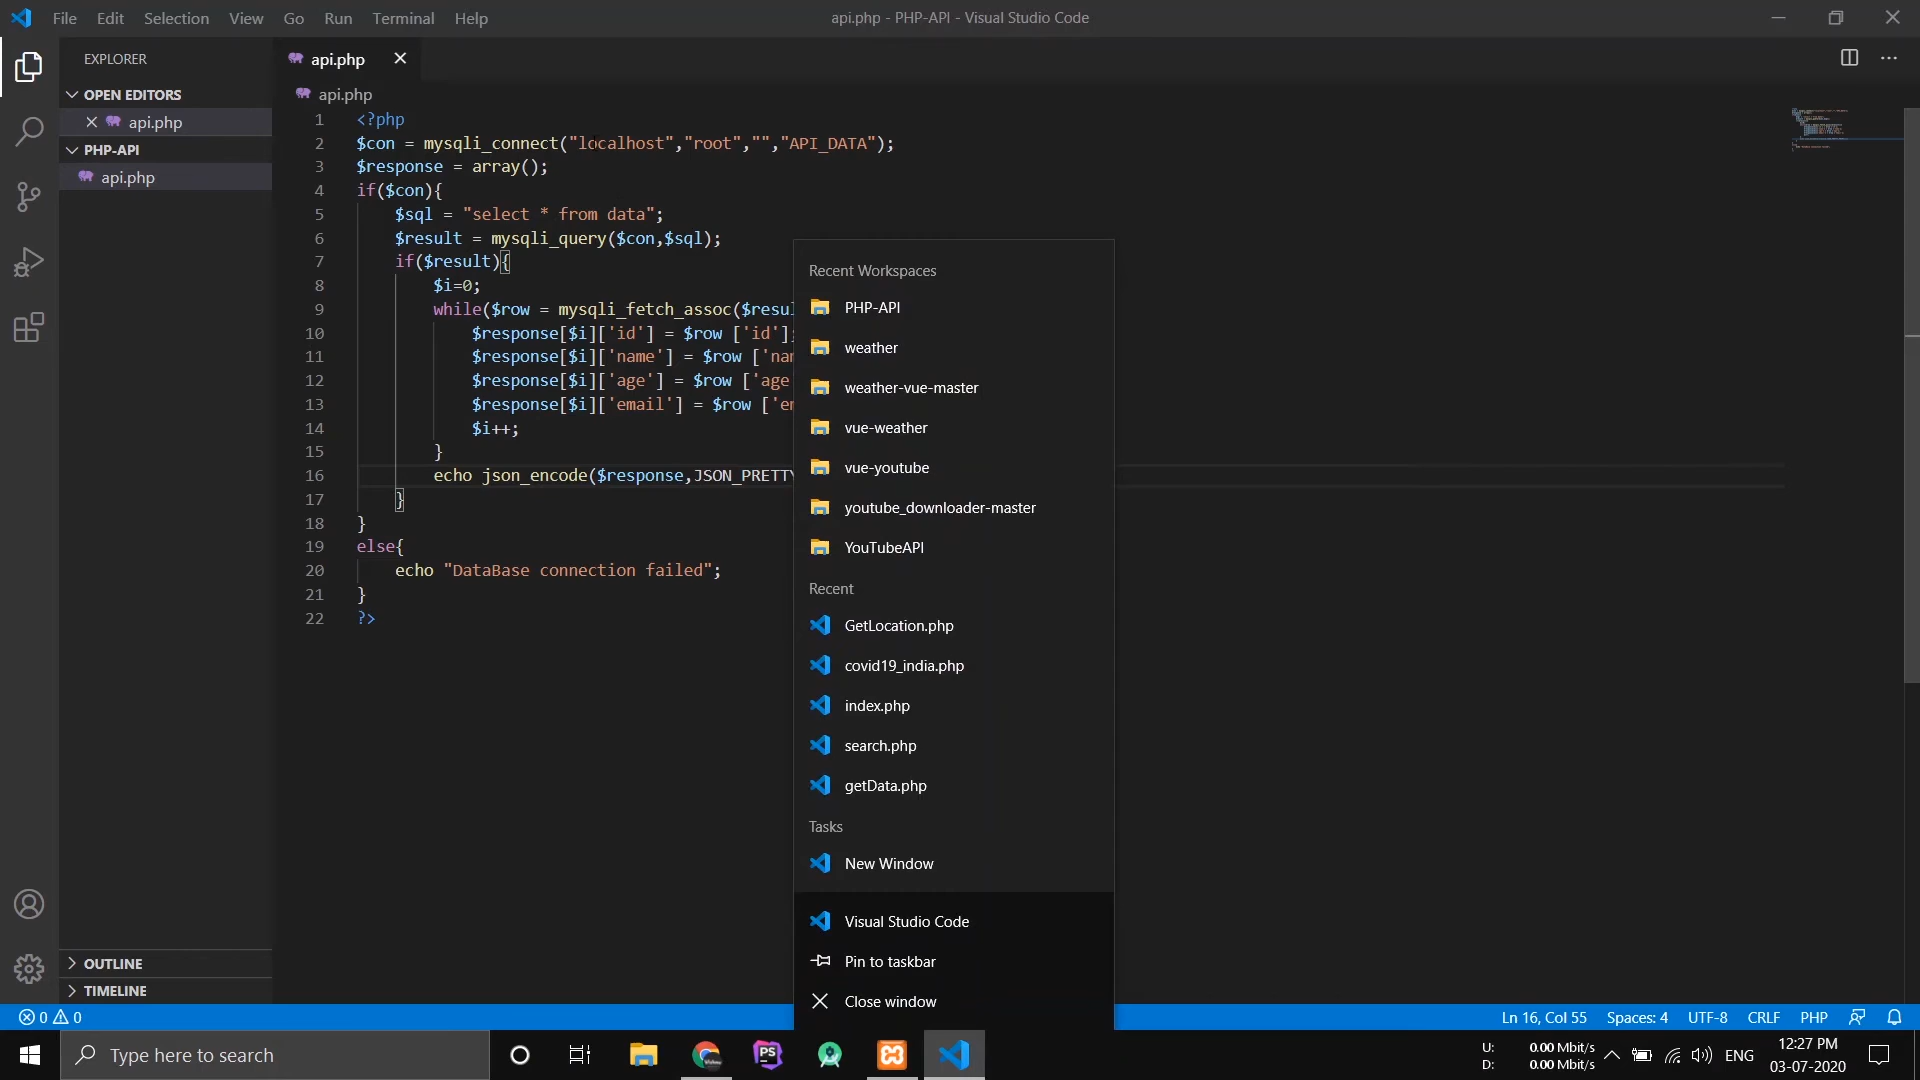 File Edit Selection View Go Run Terminal Help
api.php - PHP-API - Visual Studio Code
EXPLORER
OPEN EDITORS
api.php
PHP-API
api.php
OUTLINE
TIMELINE
api.php
api.php
1 <?php
2 $con = mysqli_connect("localhost","root","","API_DATA");
3 $response = array();
4 if($con){
5 $sql = "select * from data";
6 $result = mysqli_query($con,$sql);
7 if($result){
8 $i=0;
9 while($row = mysqli_fetch_assoc($resul
10 $response[$i]['id'] = $row ['id'];
11 $response[$i]['name'] = $row ['nam
12 $response[$i]['age'] = $row ['age
13 $response[$i]['email'] = $row ['em
14 $i++;
15 }
16 echo json_encode($response,JSON_PRETTY
17 }
18 }
19 else{
20 echo "DataBase connection failed";
21 }
22 ?>
Recent Workspaces
PHP-API
weather
weather-vue-master
vue-weather
vue-youtube
youtube_downloader-master
YouTubeAPI
Recent
GetLocation.php
covid19_india.php
index.php
search.php
getData.php
Tasks
New Window
Visual Studio Code
Pin to taskbar
Close window
0 0
Ln 16, Col 55 Spaces: 4 UTF-8 CRLF PHP
Type here to search
PS
U: 0.00 Mbit/s
D: 0.00 Mbit/s
ENG
12:27 PM
03-07-2020